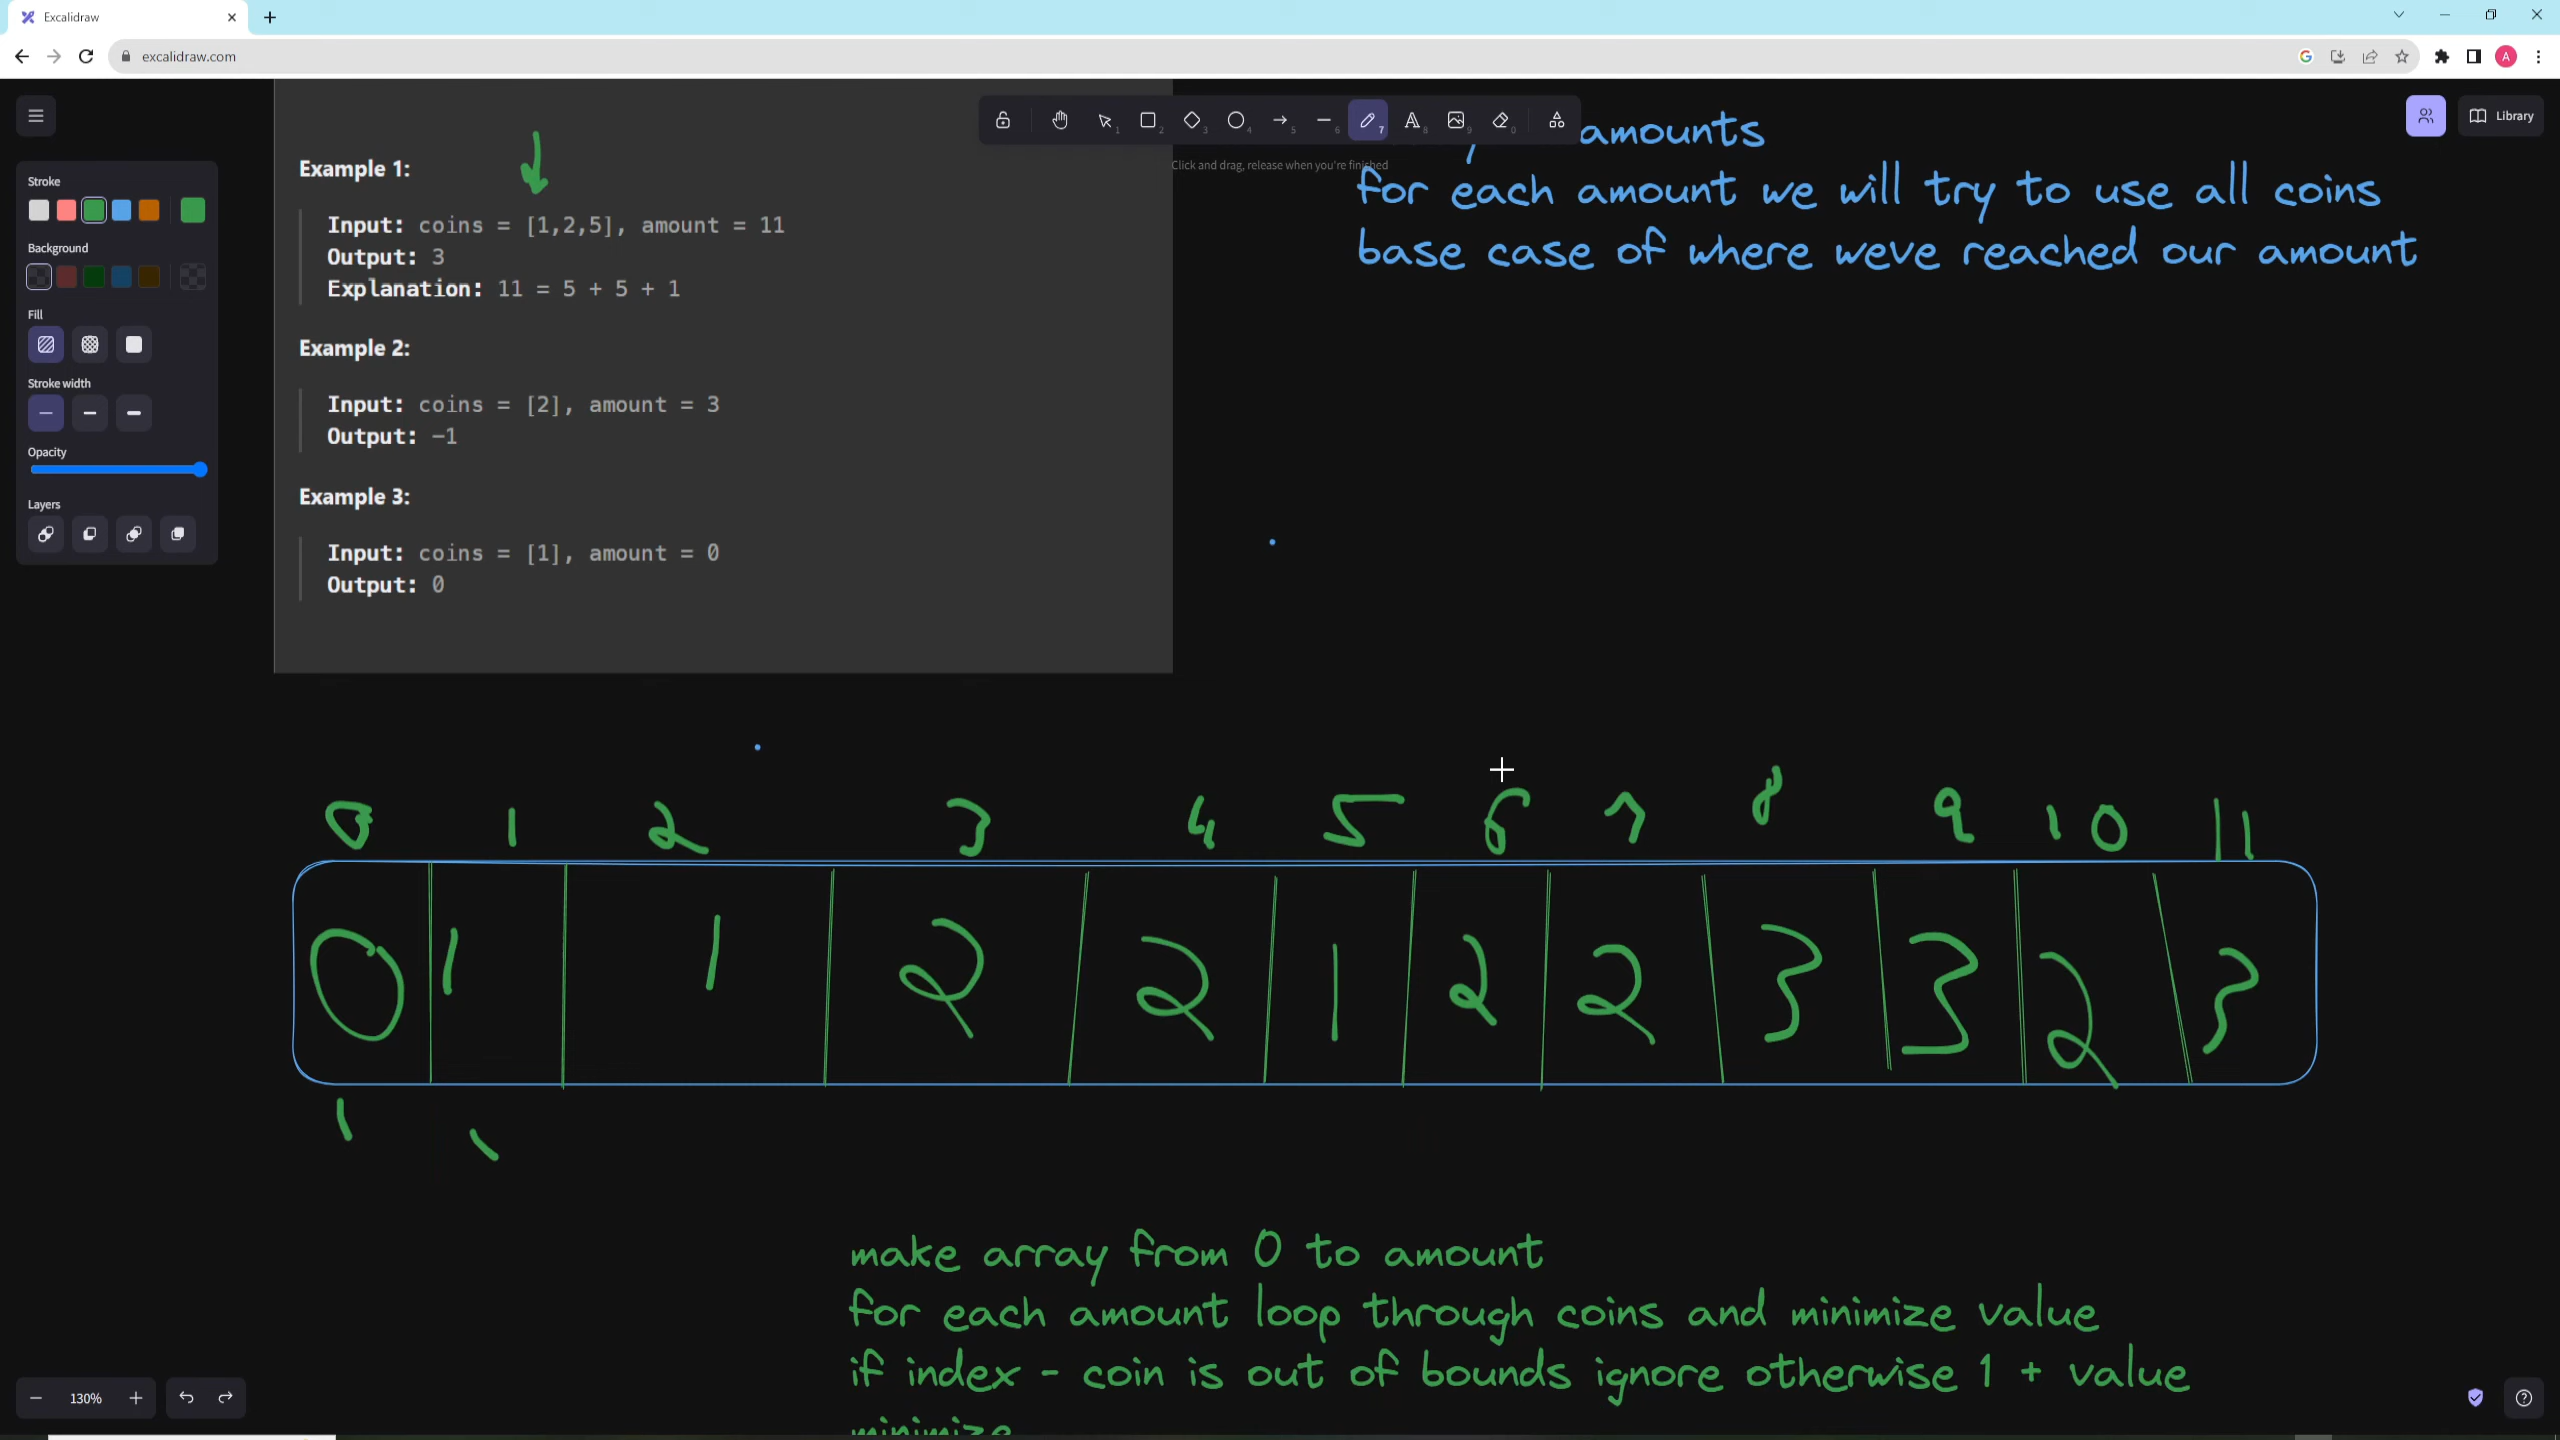 Excalidraw
excalidraw.com
Library
Click and drag, release when you're finished
Stroke
Background
Fill
Stroke width
Opacity
Layers
Example 1:
Input: coins = [1,2,5], amount = 11
Output: 3
Explanation: 11 = 5 + 5 + 1
Example 2:
Input: coins = [2], amount = 3
Output: -1
Example 3:
Input: coins = [1], amount = 0
Output: 0
amounts
for each amount we will try to use all coins
base case of where weve reached our amount
0 1 2 3 4 5 6 7 8 9 10 11
0 1 1 2 2 1 2 2 3 3 2 3
make array from 0 to amount
for each amount loop through coins and minimize value
if index - coin is out of bounds ignore otherwise 1 + value
minimize
130%